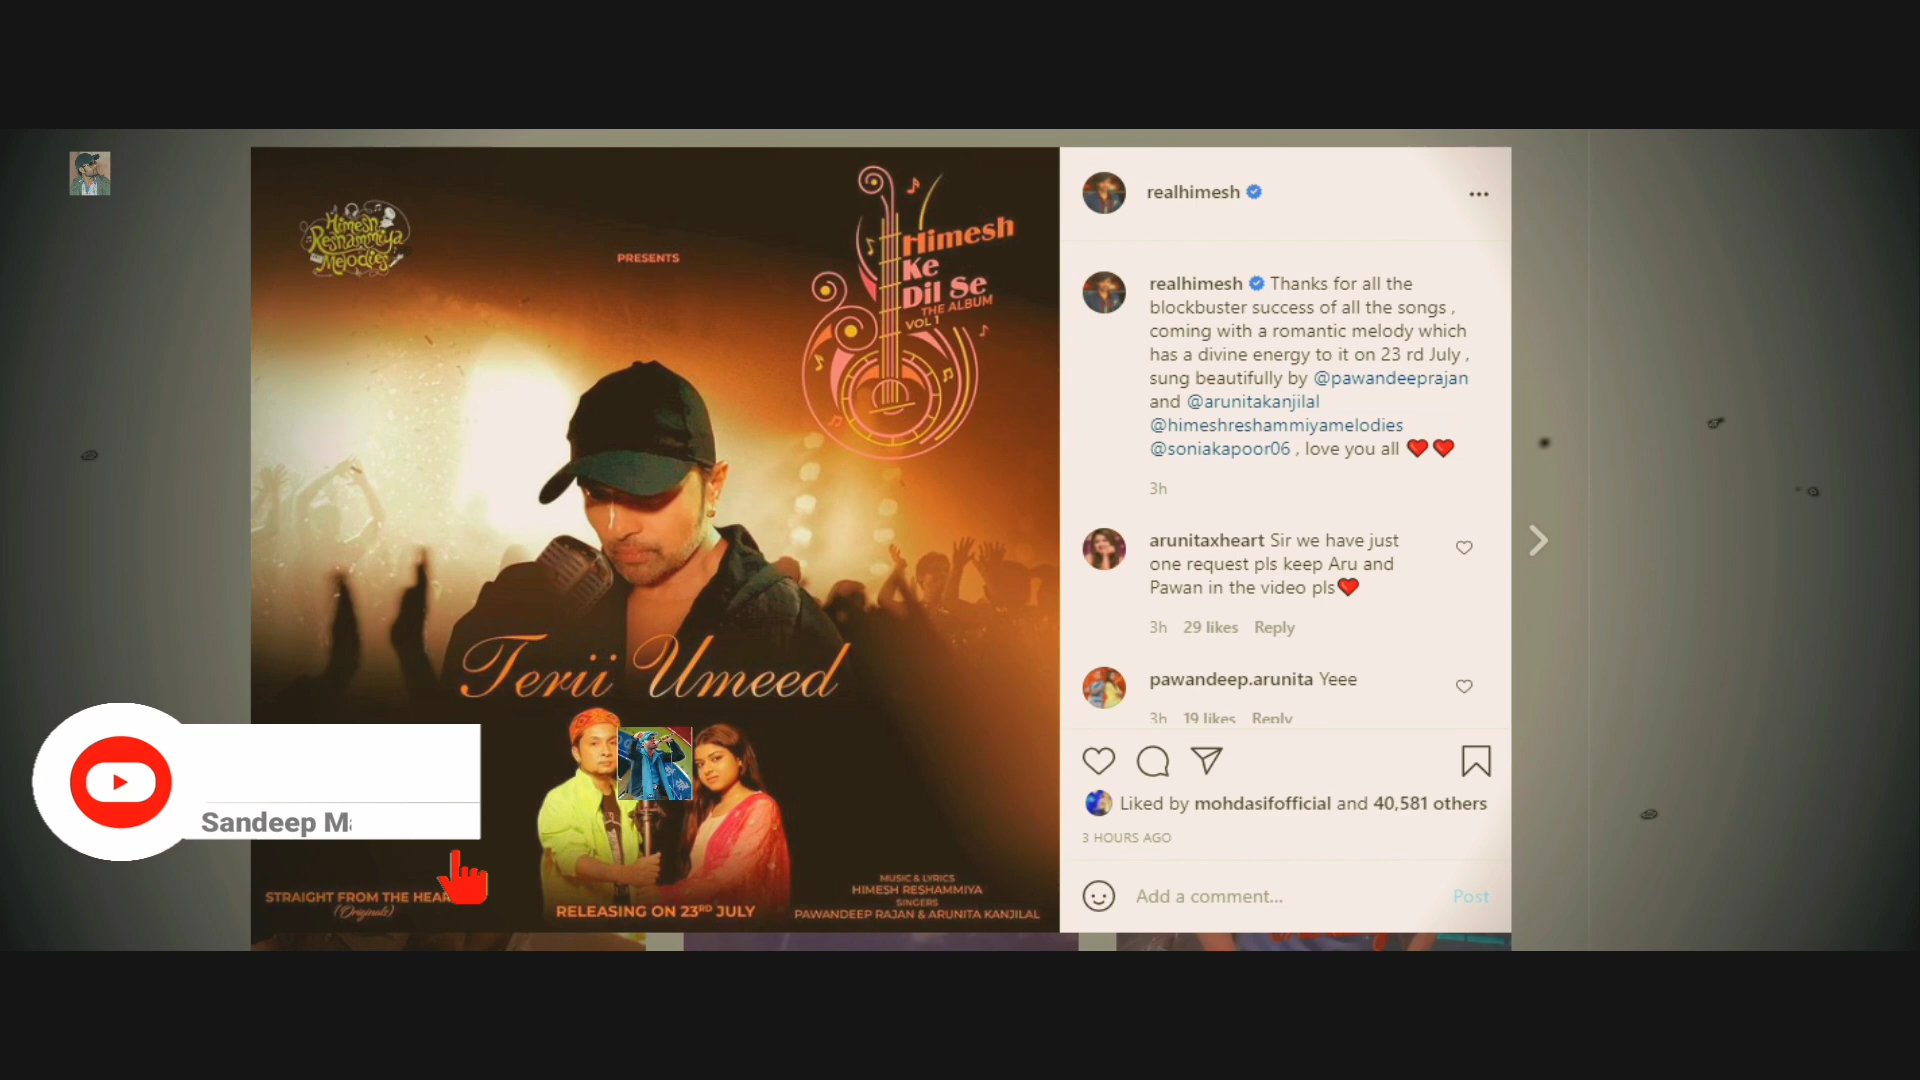 Himesh
Reshammiya
Melodies
PRESENTS
Himesh
Ke
Dil Se
THE ALBUM
VOL 1
Terii Umeed
Sandeep Ma
STRAIGHT FROM THE HEAR
(Originals)
RELEASING ON 23RD JULY
MUSIC & LYRICS
HIMESH RESHAMMIYA
SINGERS
PAWANDEEP RAJAN & ARUNITA KANJILAL
realhimesh
realhimesh Thanks for all the
blockbuster success of all the songs ,
coming with a romantic melody which
has a divine energy to it on 23 rd July ,
sung beautifully by @pawandeeprajan
and @arunitakanjilal
@himeshreshammiyamelodies
@soniakapoor06 , love you all ❤️❤️
3h
arunitaxheart Sir we have just
one request pls keep Aru and
Pawan in the video pls❤️
3h 29 likes Reply
pawandeep.arunita Yeee
3h 19 likes Reply
Liked by mohdasifofficial and 40,581 others
3 HOURS AGO
Add a comment... Post